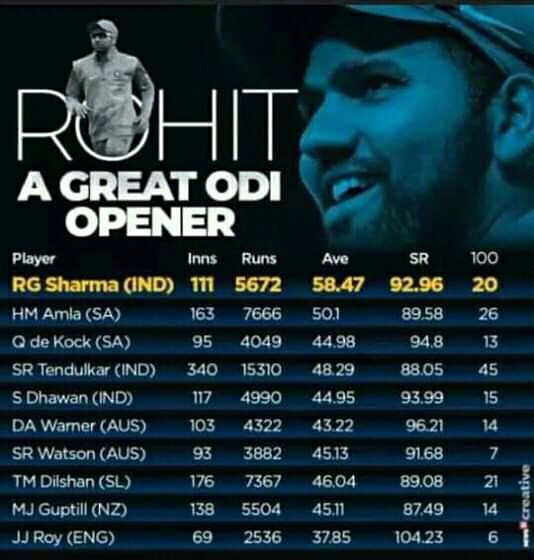 ROHIT
A GREAT ODI
OPENER
Player Inns Runs Ave SR 100
RG Sharma (IND) 111 5672 58.47 92.96 20
HM Amla (SA) 163 7666 50.1 89.58 26
Q de Kock (SA) 95 4049 44.98 94.8 13
SR Tendulkar (IND) 340 15310 48.29 88.05 45
S Dhawan (IND) 117 4990 44.95 93.99 15
DA Warner (AUS) 103 4322 43.22 96.21 14
SR Watson (AUS) 93 3882 45.13 91.68 7
TM Dilshan (SL) 176 7367 46.04 89.08 21
MJ Guptill (NZ) 138 5504 45.11 87.49 14
JJ Roy (ENG) 69 2536 37.85 104.23 6
creative